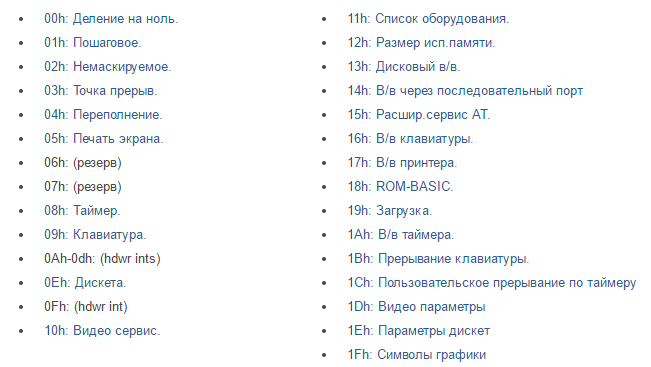 00h: Деление на ноль.
01h: Пошаговое.
02h: Немаскируемое.
03h: Точка прерыв.
04h: Переполнение.
05h: Печать экрана.
06h: (резерв)
07h: (резерв)
08h: Таймер.
09h: Клавиатура.
0Ah-0dh: (hdwr ints)
0Eh: Дискета.
0Fh: (hdwr int)
10h: Видео сервис.
11h: Список оборудования.
12h: Размер исп.памяти.
13h: Дисковый в/в.
14h: В/в через последовательный порт
15h: Расшир.сервис AT.
16h: В/в клавиатуры.
17h: В/в принтера.
18h: ROM-BASIC.
19h: Загрузка.
1Ah: В/в таймера.
1Bh: Прерывание клавиатуры.
1Ch: Пользовательское прерывание по таймеру
1Dh: Видео параметры
1Eh: Параметры дискет
1Fh: Символы графики